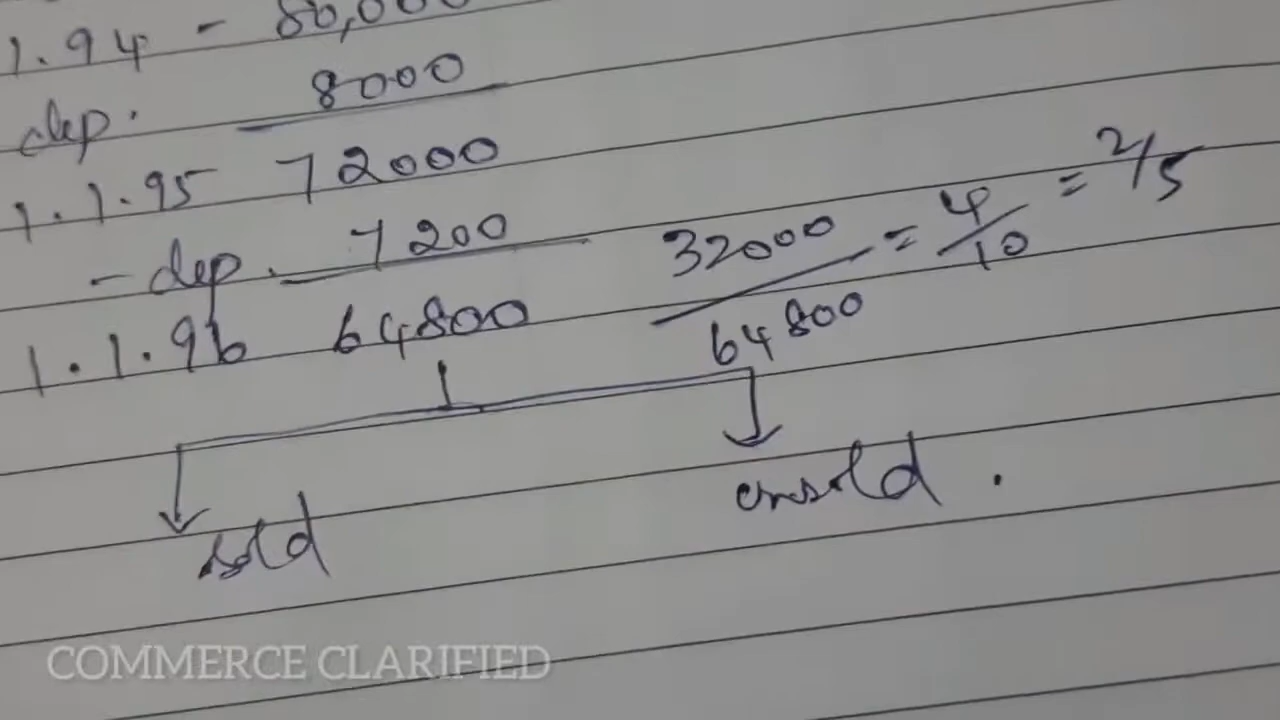 1.94 - 80,000
dep. 8000
1.1.95 72000
- dep. 7200
1.1.96 64800
32000/64800 = 4/10 = 2/5
sold unsold.
COMMERCE CLARIFIED